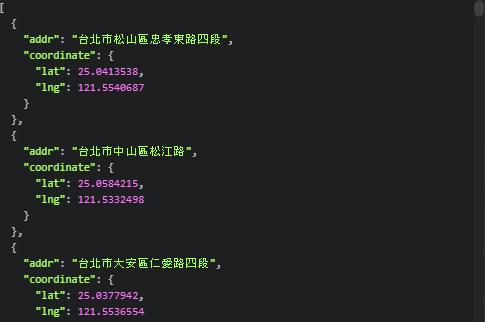 [
  {
    "addr": "台北市松山區忠孝東路四段",
    "coordinate": {
      "lat": 25.0413538,
      "lng": 121.5540687
    }
  },
  {
    "addr": "台北市中山區松江路",
    "coordinate": {
      "lat": 25.0584215,
      "lng": 121.5332498
    }
  },
  {
    "addr": "台北市大安區仁愛路四段",
    "coordinate": {
      "lat": 25.0377942,
      "lng": 121.5536554